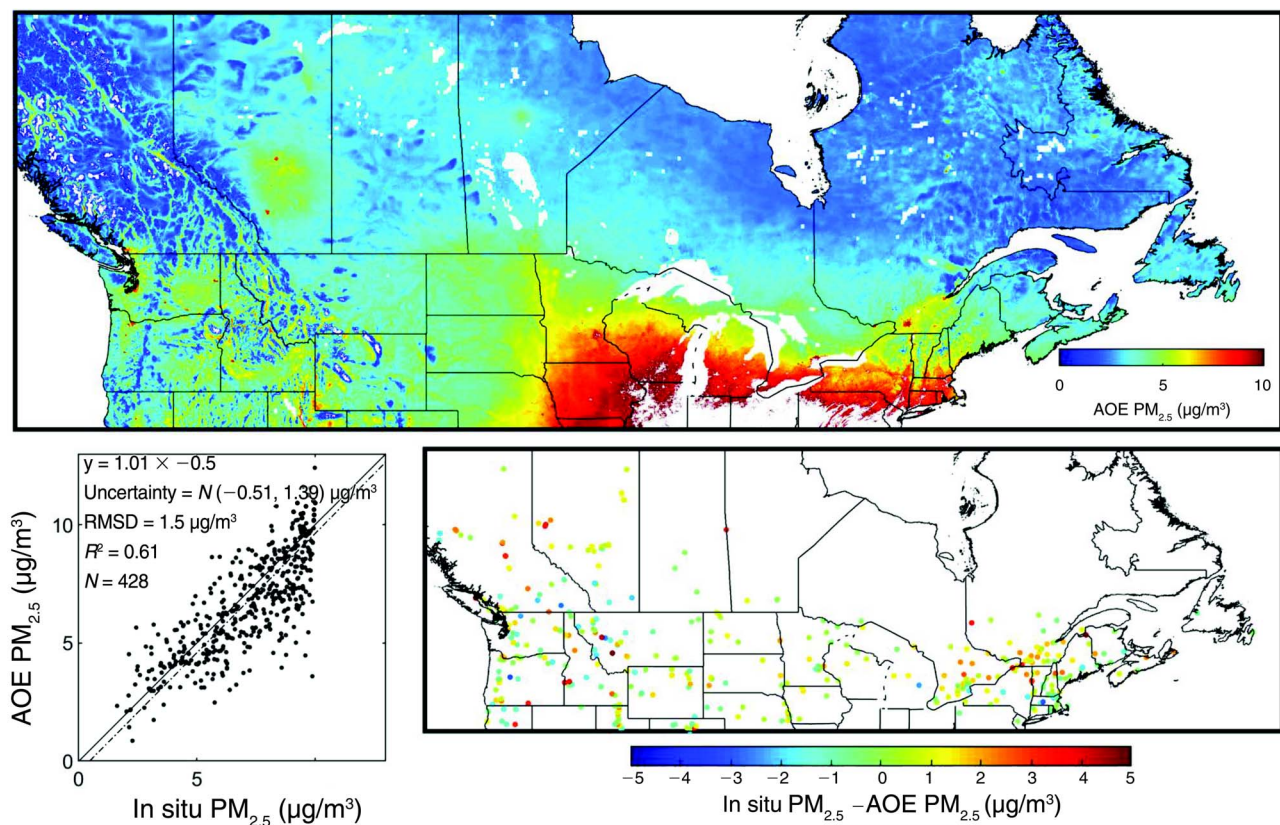 0 5 10
AOE PM2.5 (µg/m³)
y = 1.01 × −0.5
Uncertainty = N (−0.51, 1.39) µg/m³
RMSD = 1.5 µg/m³
R² = 0.61
N = 428
AOE PM2.5 (µg/m³)
10
5
0
0 5
In situ PM2.5 (µg/m³)
−5 −4 −3 −2 −1 0 1 2 3 4 5
In situ PM2.5 −AOE PM2.5 (µg/m³)